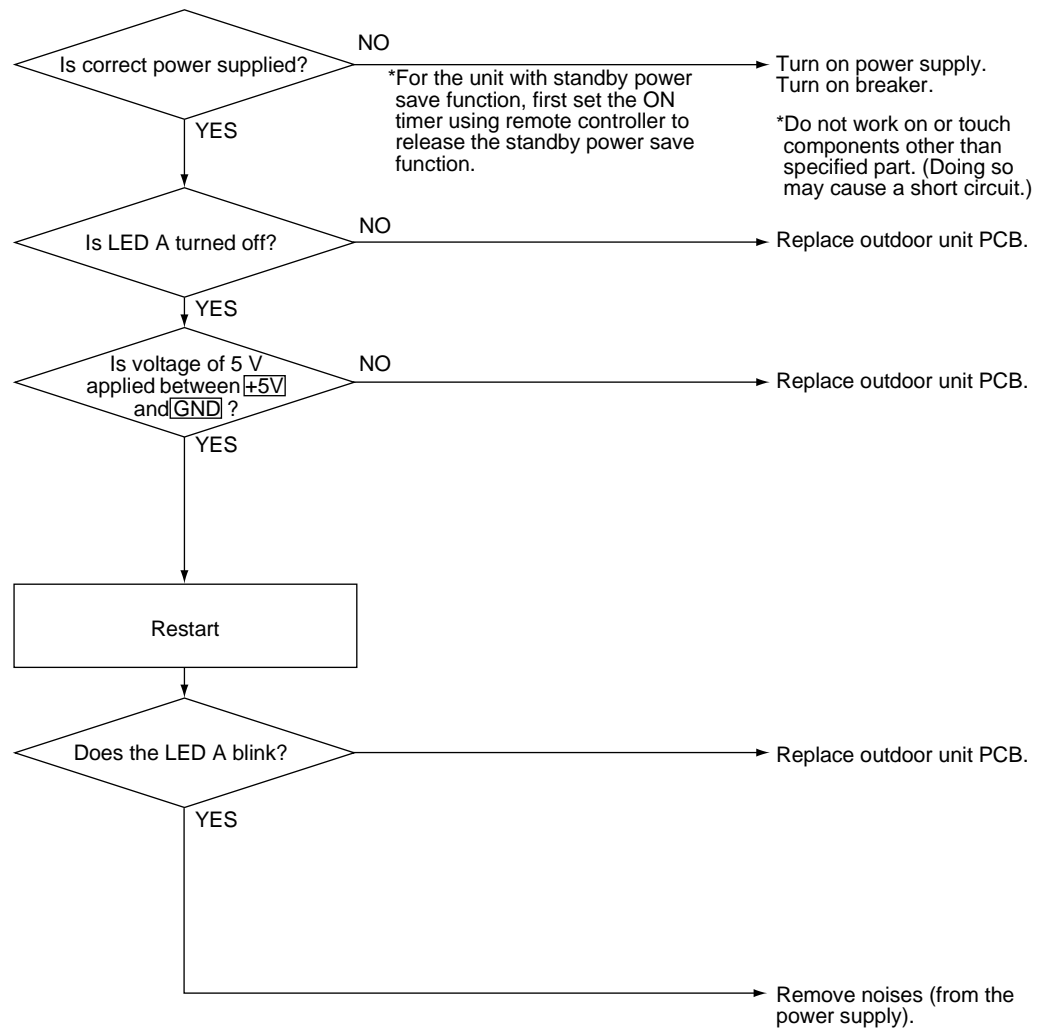 Is correct power supplied?
NO
*For the unit with standby power
save function, first set the ON
timer using remote controller to
release the standby power save
function.
Turn on power supply.
Turn on breaker.
*Do not work on or touch
components other than
specified part. (Doing so
may cause a short circuit.)
YES
Is LED A turned off?
NO
Replace outdoor unit PCB.
YES
Is voltage of 5 V
applied between +5V
and GND ?
NO
Replace outdoor unit PCB.
YES
Restart
Does the LED A blink?
Replace outdoor unit PCB.
YES
Remove noises (from the
power supply).